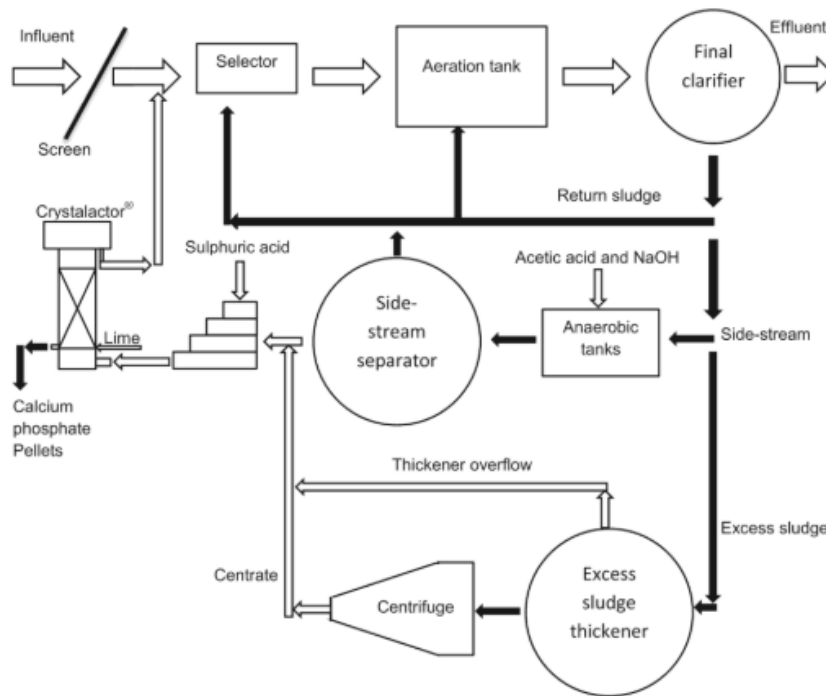 Influent
Selector
Aeration tank
Final
clarifier
Effluent
Screen
Return sludge
Crystalactor®
Sulphuric acid
Acetic acid and NaOH
Side-
stream
separator
Anaerobic
tanks
Side-stream
Lime
Calcium
phosphate
Pellets
Thickener overflow
Excess sludge
Centrate
Centrifuge
Excess
sludge
thickener